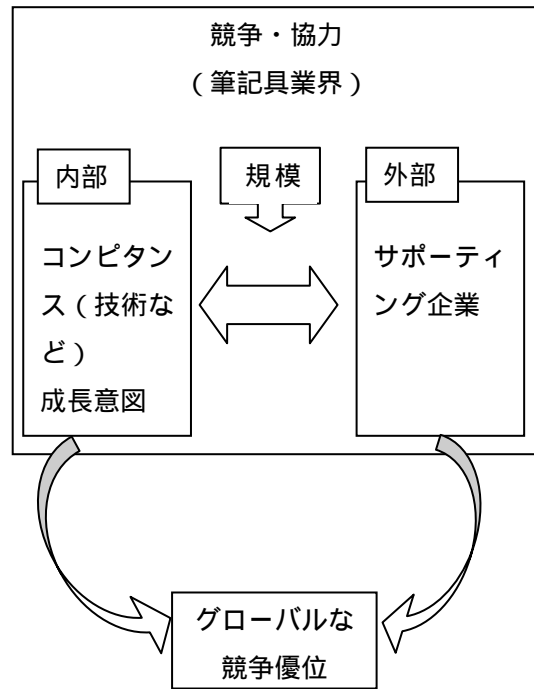 競争・協力
（筆記具業界）
内部
規模
外部
コンピタン
ス（技術な
ど）
成長意図
サポーティ
ング企業
グローバルな
競争優位